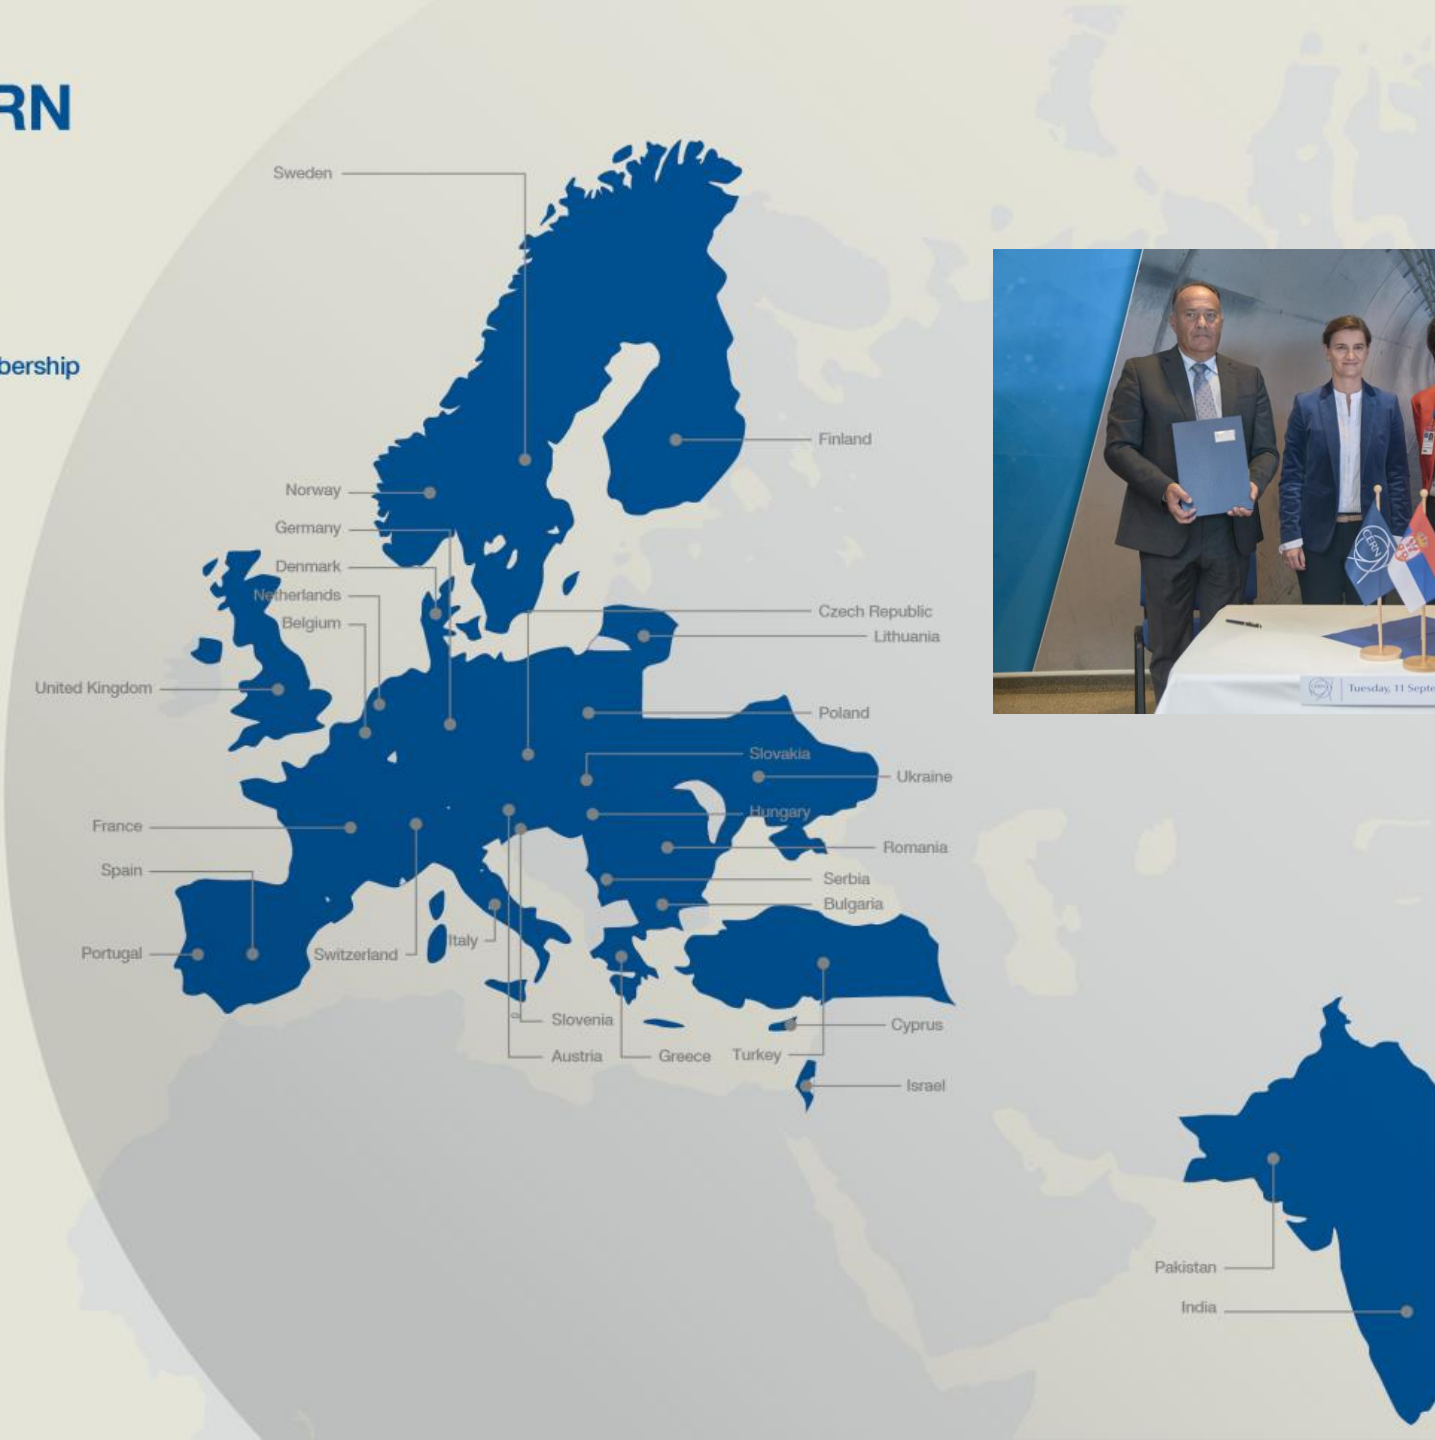 RN
bership
Sweden
Finland
Norway
Germany
Denmark
Netherlands
Belgium
Czech Republic
Lithuania
United Kingdom
Poland
Slovakia
Ukraine
Hungary
France
Romania
Spain
Serbia
Bulgaria
Italy
Portugal
Switzerland
Slovenia
Cyprus
Austria
Greece
Turkey
Israel
Pakistan
India
CERN
Tuesday, 11 Septe